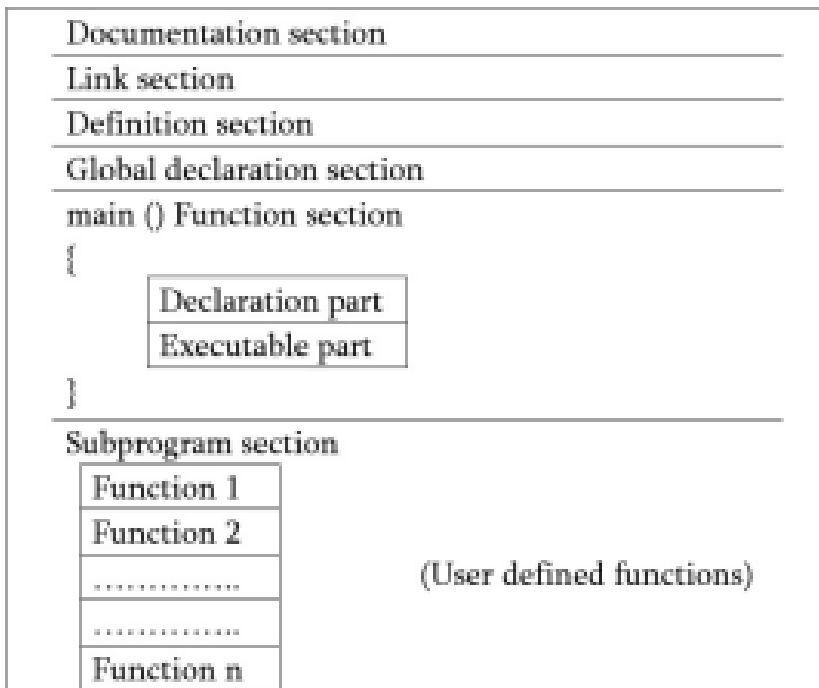 Documentation section
Link section
Definition section
Global declaration section
main () Function section
{
Declaration part
Executable part
}
Subprogram section
Function 1
Function 2
..............
(User defined functions)
..............
Function n